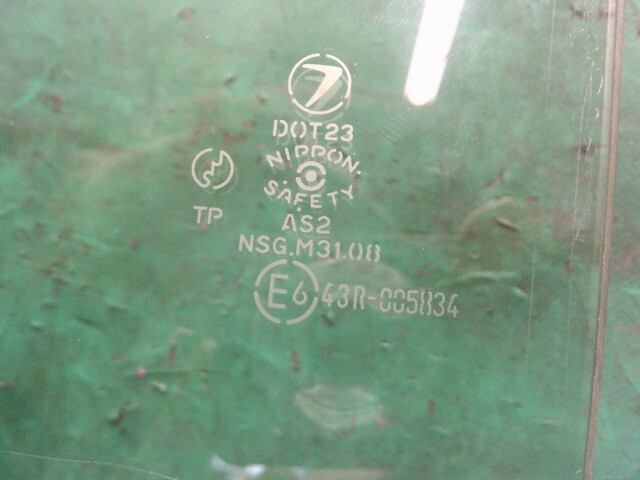 DOT23
NIPPON.
SAFETY
TP
AS2
NSG.M31.08
E6 43R-005834